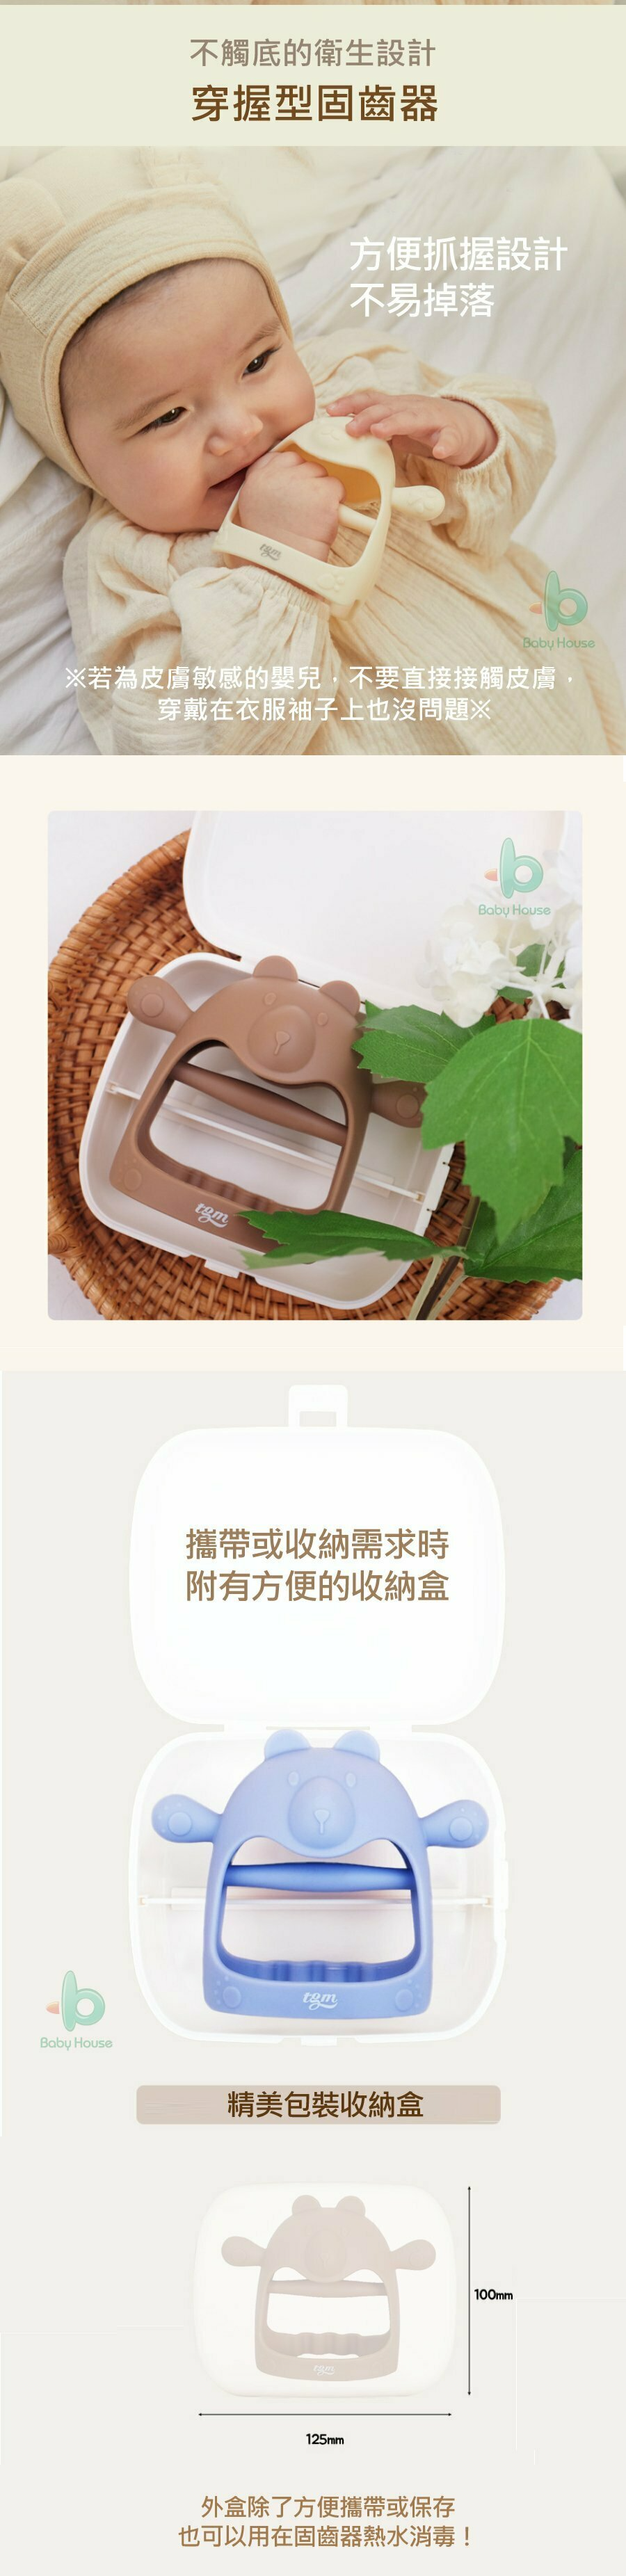 不觸底的衛生設計
穿握型固齒器
方便抓握設計
不易掉落
tgm
Baby House
※若為皮膚敏感的嬰兒，不要直接接觸皮膚，
穿戴在衣服袖子上也沒問題※
Baby House
tgm
攜帶或收納需求時
附有方便的收納盒
tgm
Baby House
精美包裝收納盒
100mm
tgm
125mm
外盒除了方便攜帶或保存
也可以用在固齒器熱水消毒！